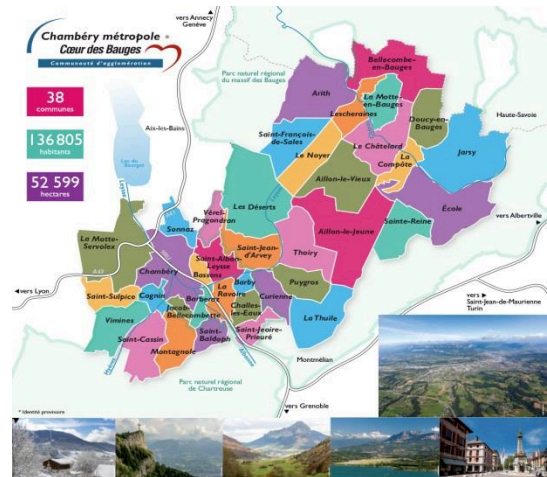 Chambéry métropole
Cœur des Bauges
Communauté d'agglomération
38
communes
136 805
habitants
52 599
hectares
vers Annecy
Genève
Parc naturel régional
du massif des Bauges
Aix-les-Bains
Lac du
Bourget
Leysse
Bellecombe-
en-Bauges
Arith
La Motte-
en-Bauges
Lescheraines
Doucy-en-
Bauges
Haute-Savoie
Saint-François-
de-Sales
Le Châtelard
Jarsy
Le Noyer
La
Compôte
Aillon-le-Vieux
École
Les Déserts
Sainte-Reine
vers Albertville
Vérel-
Pragondran
Sonnaz
Aillon-le-Jeune
La Motte-
Servolex
Saint-Jean-
d'Arvey
Thoiry
Saint-Alban-
Leysse
Chambéry
Bassens
A43
vers Lyon
Puygros
La
Ravoire
Barby
Curienne
Saint-Sulpice
Cognin
Barberaz
Challes-
les-Eaux
La Thuile
Jacob-
Bellecombette
Vimines
Saint-
Baldoph
Saint-Jeoire-
Prieuré
Saint-Cassin
Montagnole
Montmélian
vers
Saint-Jean-de-Maurienne
Turin
Parc naturel régional
de Chartreuse
vers Grenoble
* Identité provisoire